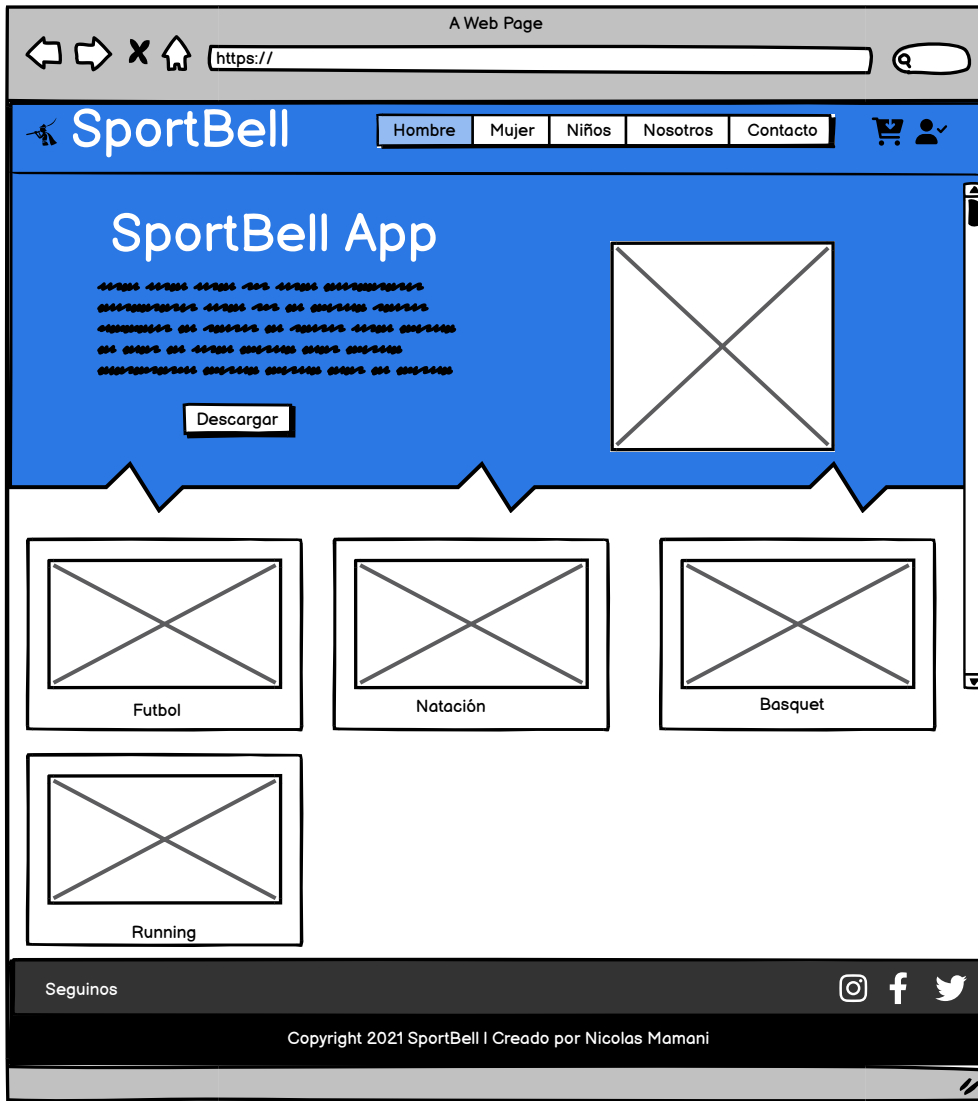 A Web Page
https://
SportBell
Hombre Mujer Niños Nosotros Contacto
SportBell App
Descargar
Futbol
Natación
Basquet
Running
Seguinos
Copyright 2021 SportBell I Creado por Nicolas Mamani